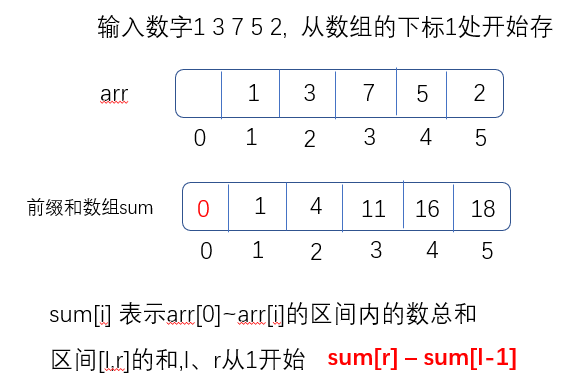 输入数字1 3 7 5 2, 从数组的下标1处开始存
arr 1 3 7 5 2
0 1 2 3 4 5
前缀和数组sum 0 1 4 11 16 18
0 1 2 3 4 5
sum[i] 表示arr[0]~arr[i]的区间内的数总和
区间[l,r]的和,l、r从1开始 sum[r] – sum[l-1]